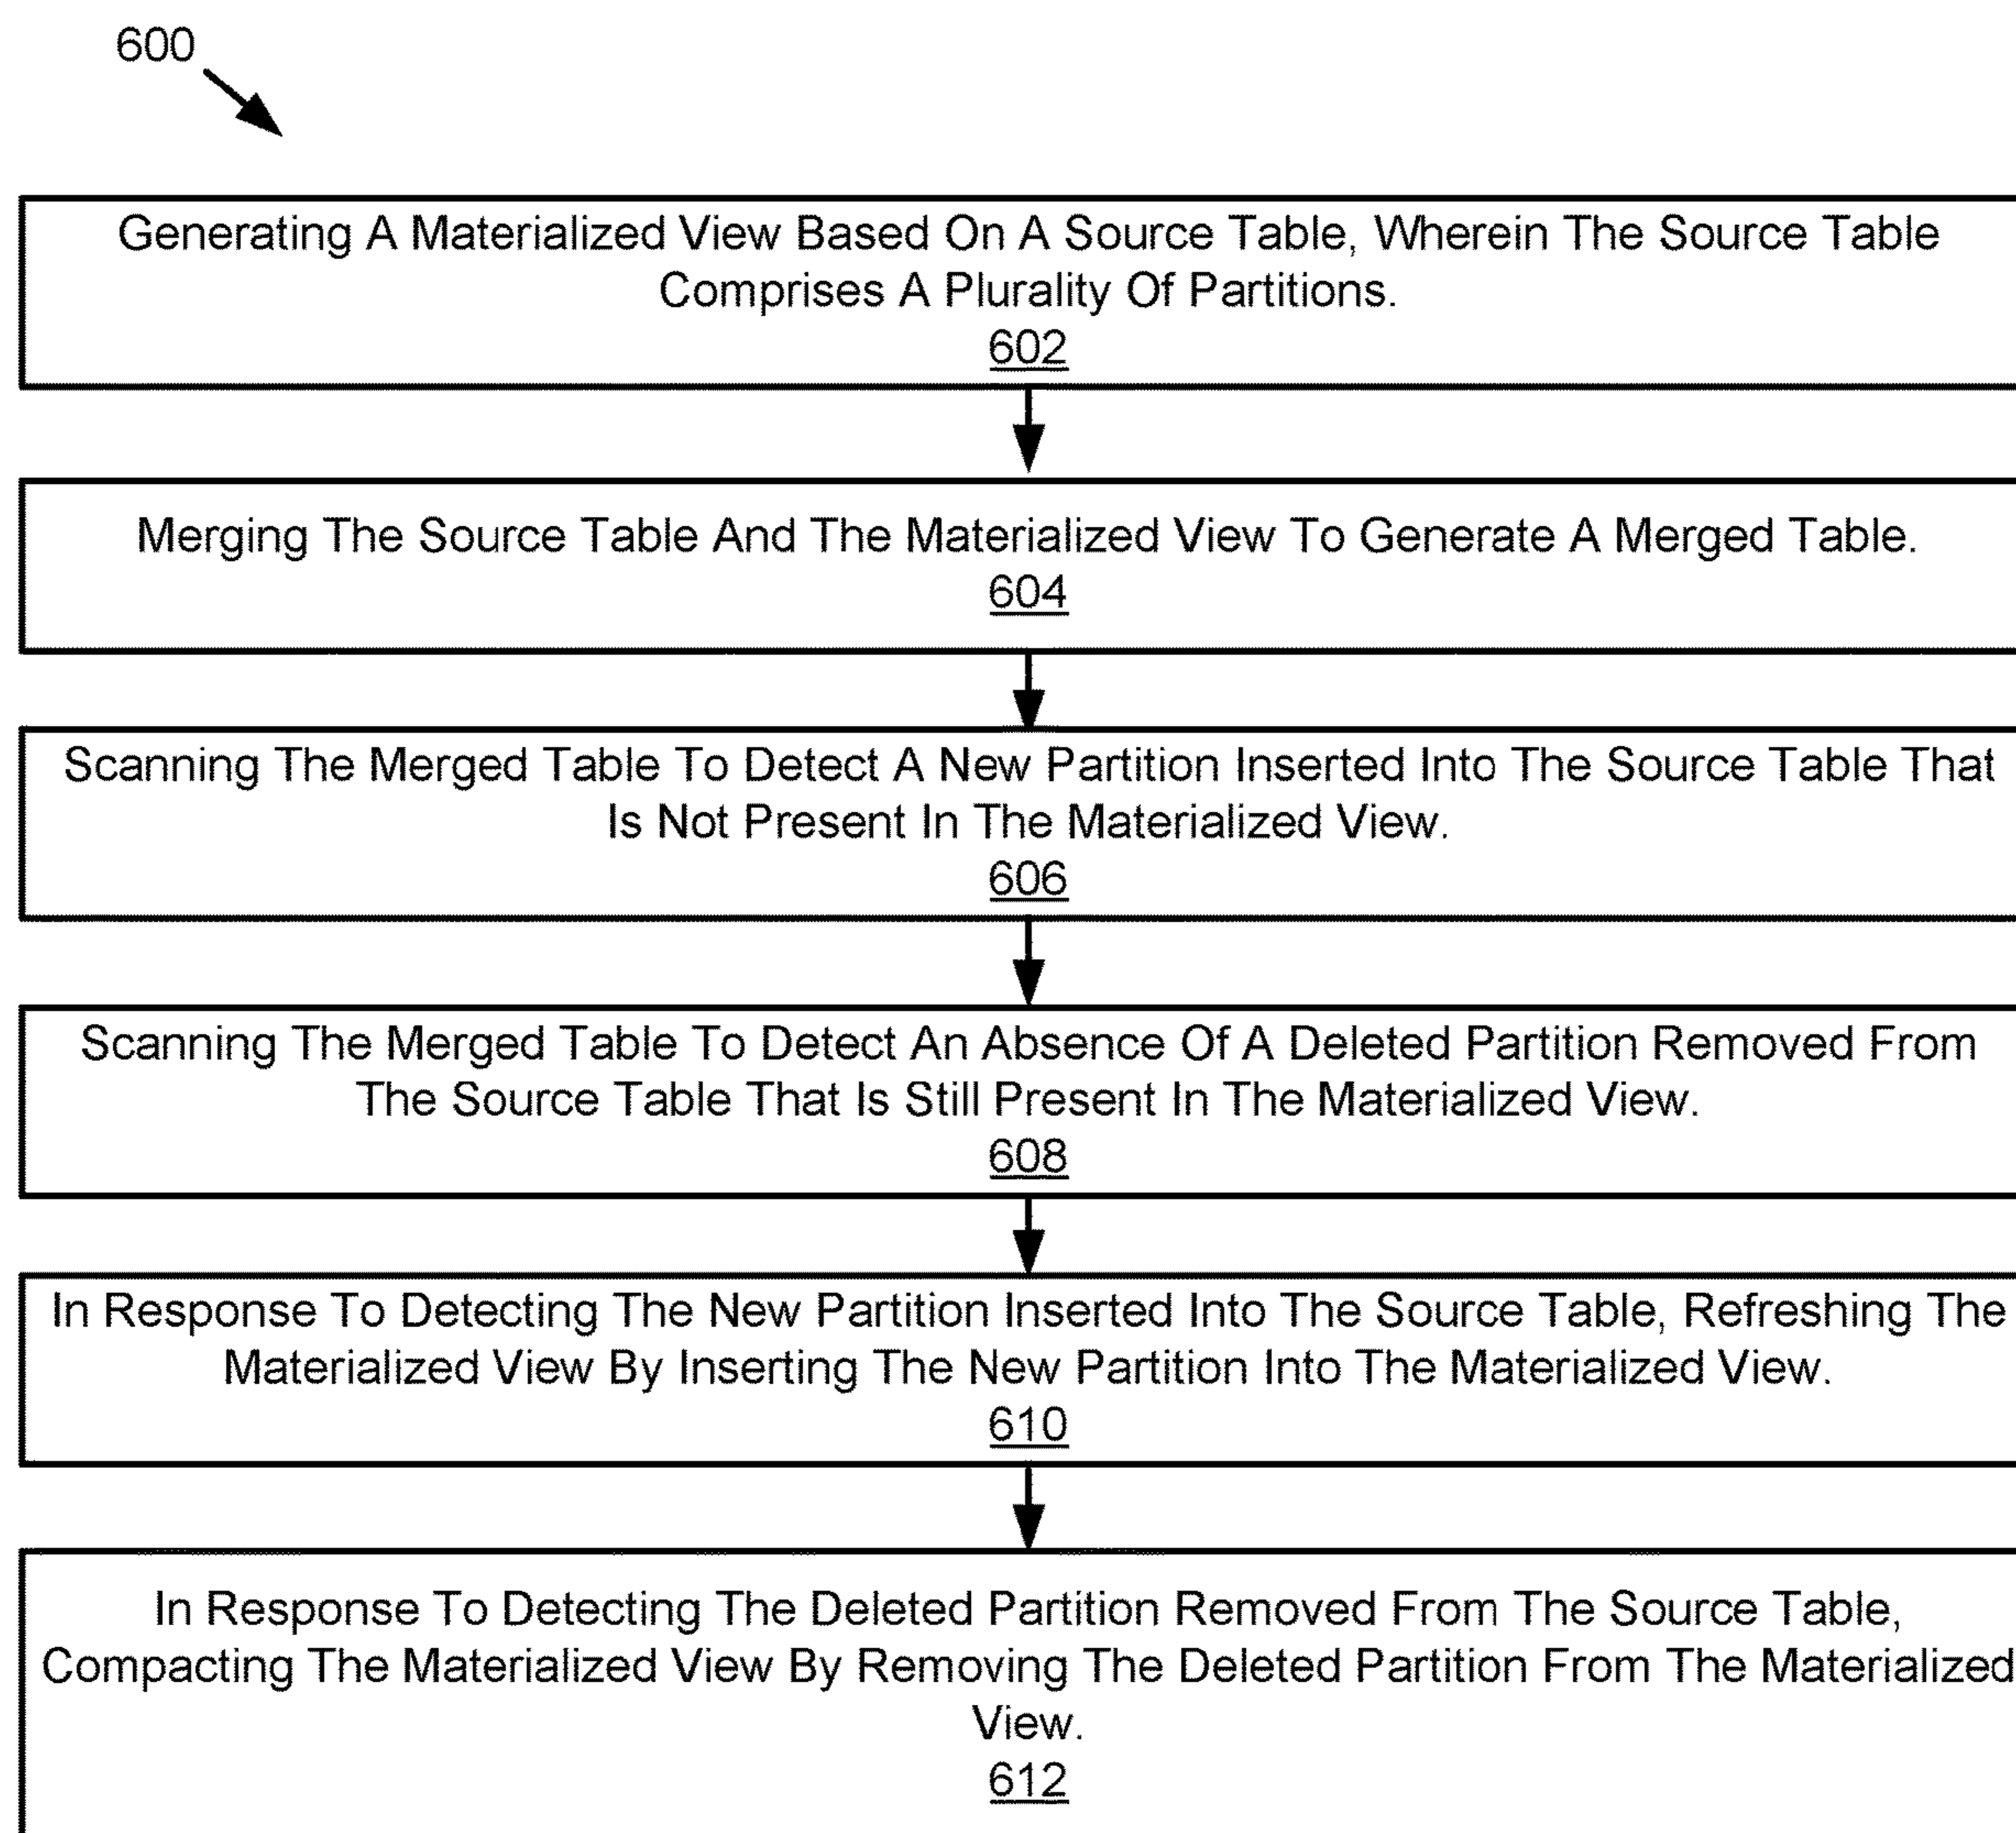 600
Generating A Materialized View Based On A Source Table, Wherein The Source Table
Comprises A Plurality Of Partitions.
602
Merging The Source Table And The Materialized View To Generate A Merged Table.
604
Scanning The Merged Table To Detect A New Partition Inserted Into The Source Table That
Is Not Present In The Materialized View.
606
Scanning The Merged Table To Detect An Absence Of A Deleted Partition Removed From
The Source Table That Is Still Present In The Materialized View.
608
In Response To Detecting The New Partition Inserted Into The Source Table, Refreshing The
Materialized View By Inserting The New Partition Into The Materialized View.
610
In Response To Detecting The Deleted Partition Removed From The Source Table,
Compacting The Materialized View By Removing The Deleted Partition From The Materialized
View.
612